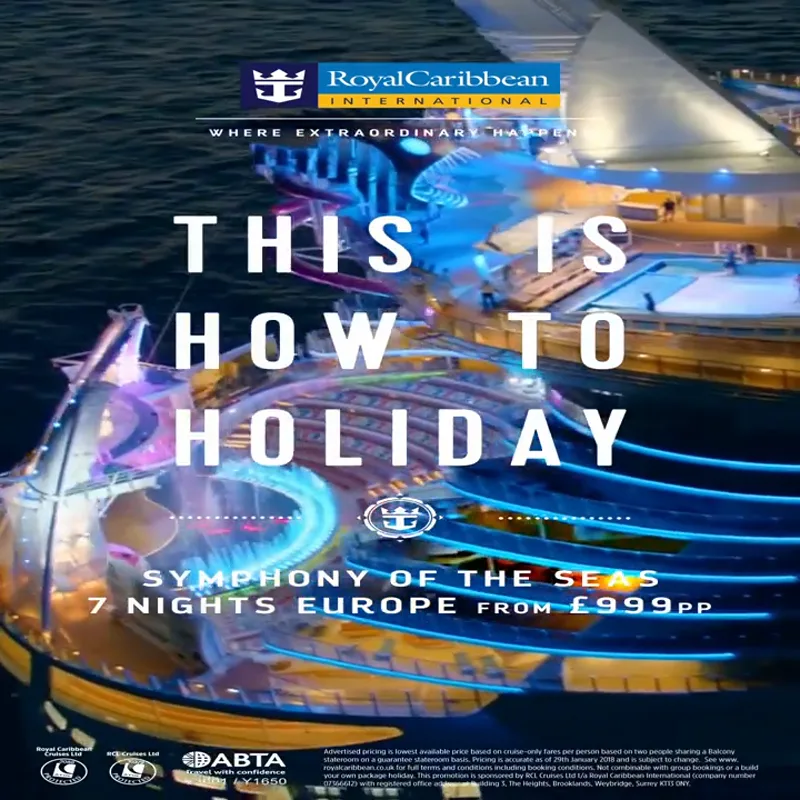 RoyalCaribbean
INTERNATIONAL
WHERE EXTRAORDINARY HAPPEN
THIS IS
HOW TO
HOLIDAY
SYMPHONY OF THE SEAS
7 NIGHTS EUROPE FROM £999PP
Royal Caribbean
Cruises Ltd
PROTECTED
RCL Cruises Ltd
PROTECTED
ABTA
Travel with confidence
/ Y1650
Advertised pricing is lowest available price based on cruise-only fares per person based on two people sharing a Balcony
stateroom on a guarantee stateroom basis. Pricing is accurate as of 29th January 2018 and is subject to change. See www.
royalcaribbean.co.uk for full terms and conditions including booking conditions. Not combinable with group bookings or a build
your own package holiday. This promotion is sponsored by RCL Cruises Ltd t/a Royal Caribbean International (company number
07366612) with registered office address at Building 3, The Heights, Brooklands, Weybridge, Surrey KT13 0NY.